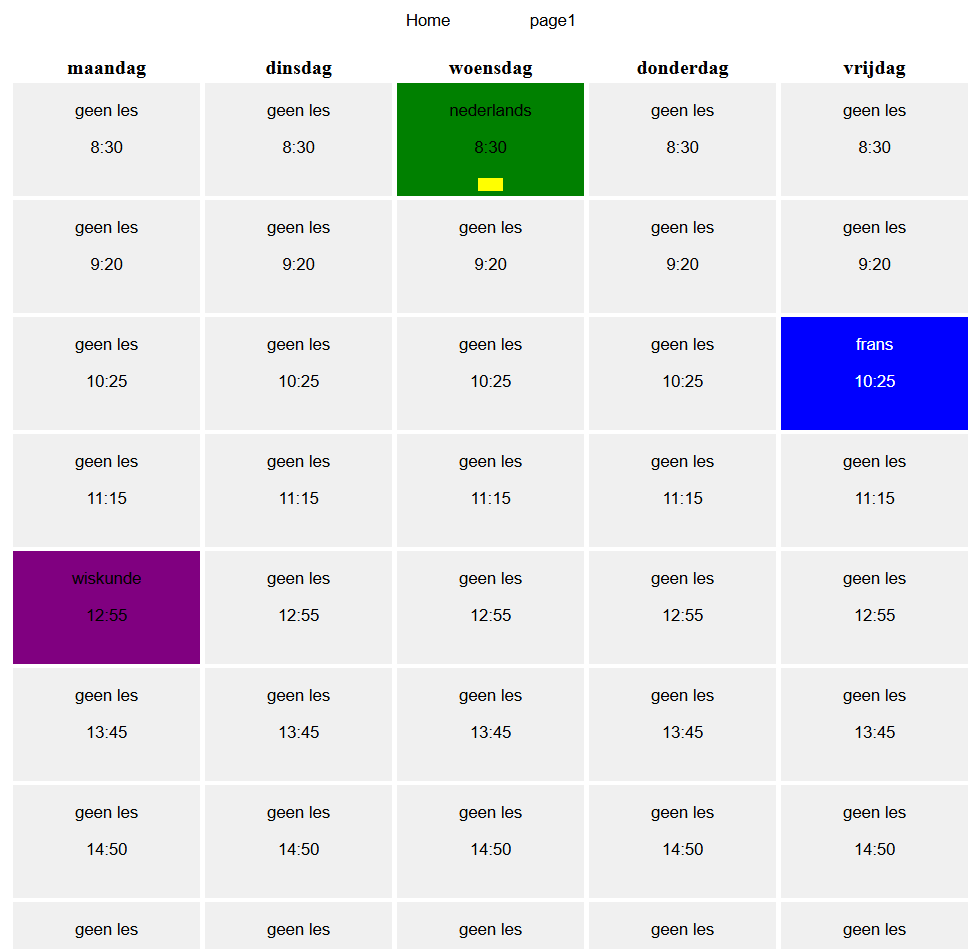 Home page1
maandag dinsdag woensdag donderdag vrijdag
geen les geen les nederlands geen les geen les
8:30 8:30 8:30 8:30 8:30
geen les geen les geen les geen les geen les
9:20 9:20 9:20 9:20 9:20
geen les geen les geen les geen les frans
10:25 10:25 10:25 10:25 10:25
geen les geen les geen les geen les geen les
11:15 11:15 11:15 11:15 11:15
wiskunde geen les geen les geen les geen les
12:55 12:55 12:55 12:55 12:55
geen les geen les geen les geen les geen les
13:45 13:45 13:45 13:45 13:45
geen les geen les geen les geen les geen les
14:50 14:50 14:50 14:50 14:50
geen les geen les geen les geen les geen les